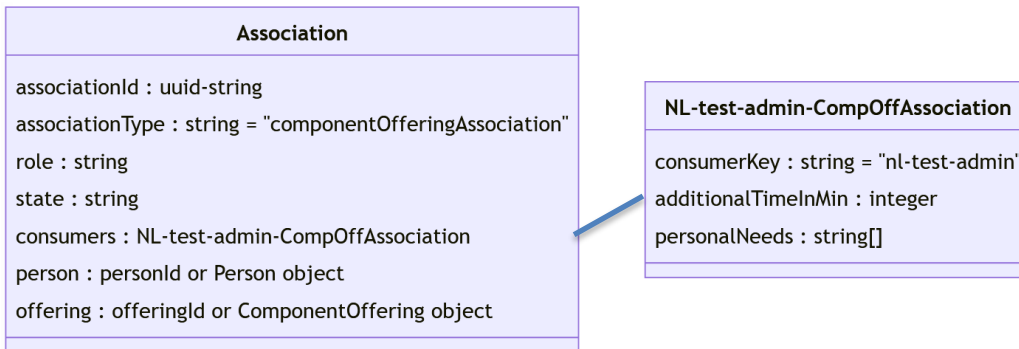 Association
associationId : uuid-string
associationType : string = "componentOfferingAssociation"
role : string
state : string
consumers : NL-test-admin-CompOffAssociation
person : personId or Person object
offering : offeringId or ComponentOffering object
NL-test-admin-CompOffAssociation
consumerKey : string = "nl-test-admin"
additionalTimeInMin : integer
personalNeeds : string[]